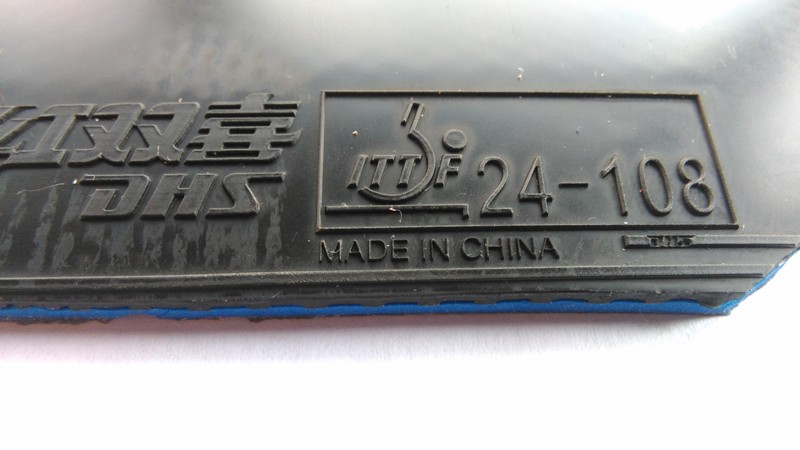 红双喜
DHS
ITTF 24-108
MADE IN CHINA